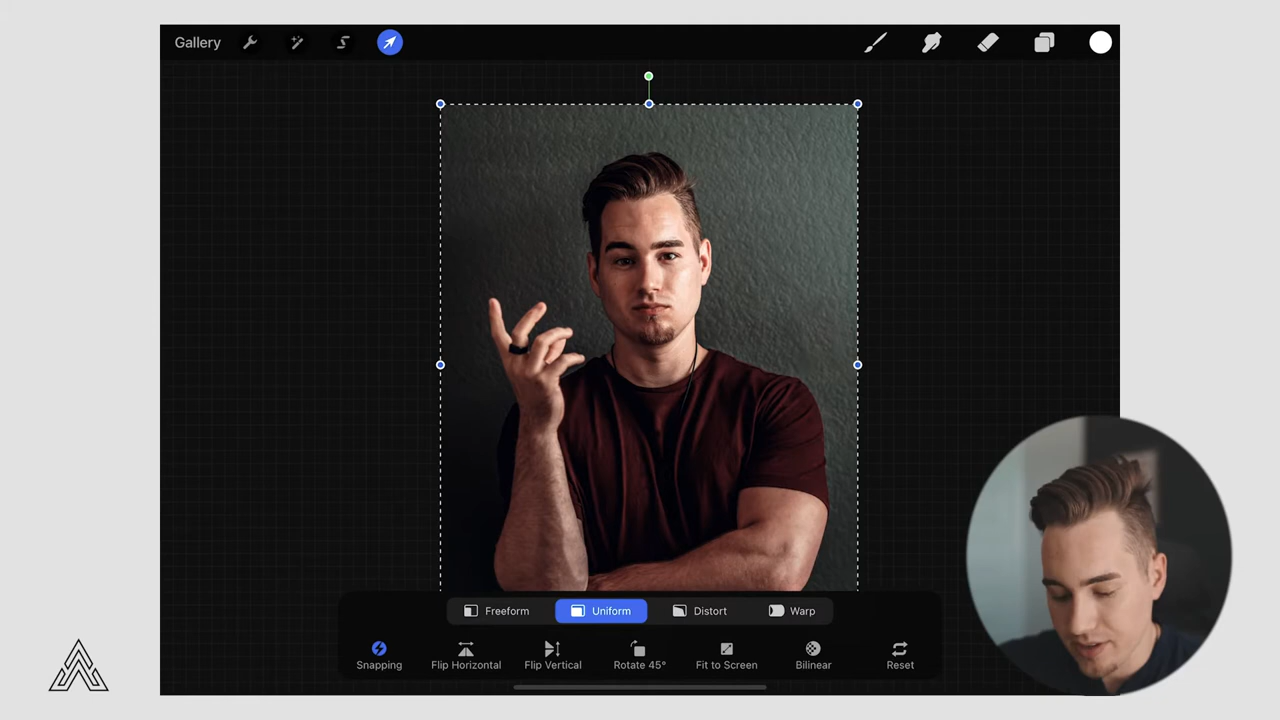 Gallery
Freeform Uniform Distort Warp
Snapping Flip Horizontal Flip Vertical Rotate 45° Fit to Screen Bilinear Reset